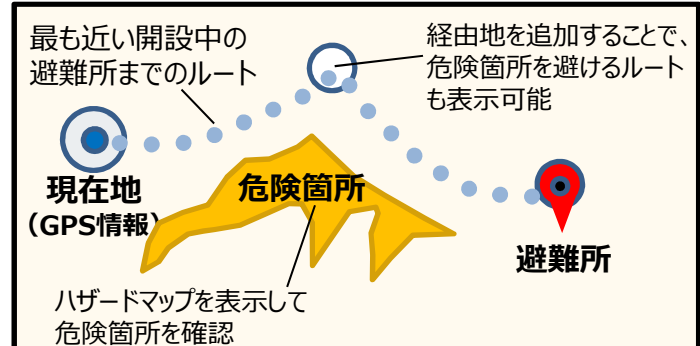 最も近い開設中の
避難所までのルート
経由地を追加することで、
危険箇所を避けるルート
も表示可能
現在地
（GPS情報）
危険箇所
避難所
ハザードマップを表示して
危険箇所を確認